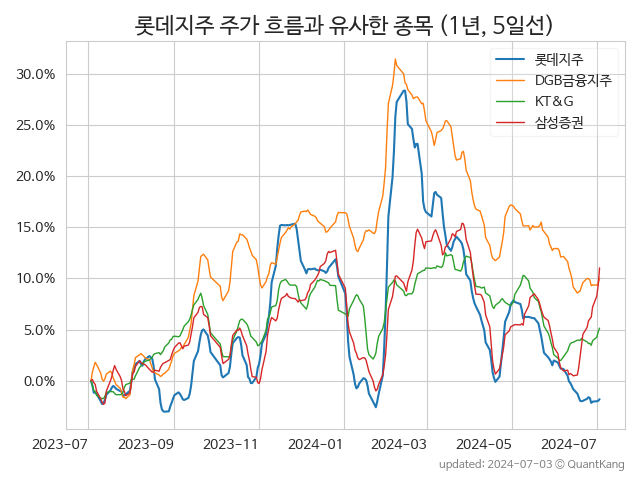 롯데지주 주가 흐름과 유사한 종목 (1년, 5일선)
롯데지주
DGB금융지주
KT&G
삼성증권
30.0%
25.0%
20.0%
15.0%
10.0%
5.0%
0.0%
2023-07
2023-09
2023-11
2024-01
2024-03
2024-05
2024-07
updated: 2024-07-03 © QuantKang